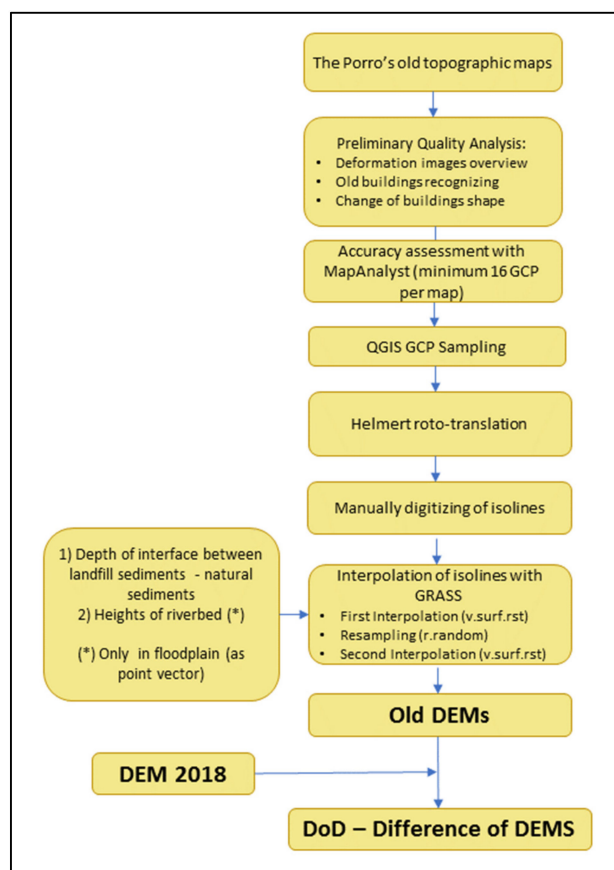 The Porro's old topographic maps
Preliminary Quality Analysis:
• Deformation images overview
• Old buildings recognizing
• Change of buildings shape
Accuracy assessment with
MapAnalyst (minimum 16 GCP
per map)
QGIS GCP Sampling
Helmert roto-translation
Manually digitizing of isolines
1) Depth of interface between
landfill sediments - natural
sediments
2) Heights of riverbed (*)
(*) Only in floodplain (as
point vector)
Interpolation of isolines with
GRASS
• First Interpolation (v.surf.rst)
• Resampling (r.random)
• Second Interpolation (v.surf.rst)
Old DEMs
DEM 2018
DoD – Difference of DEMS